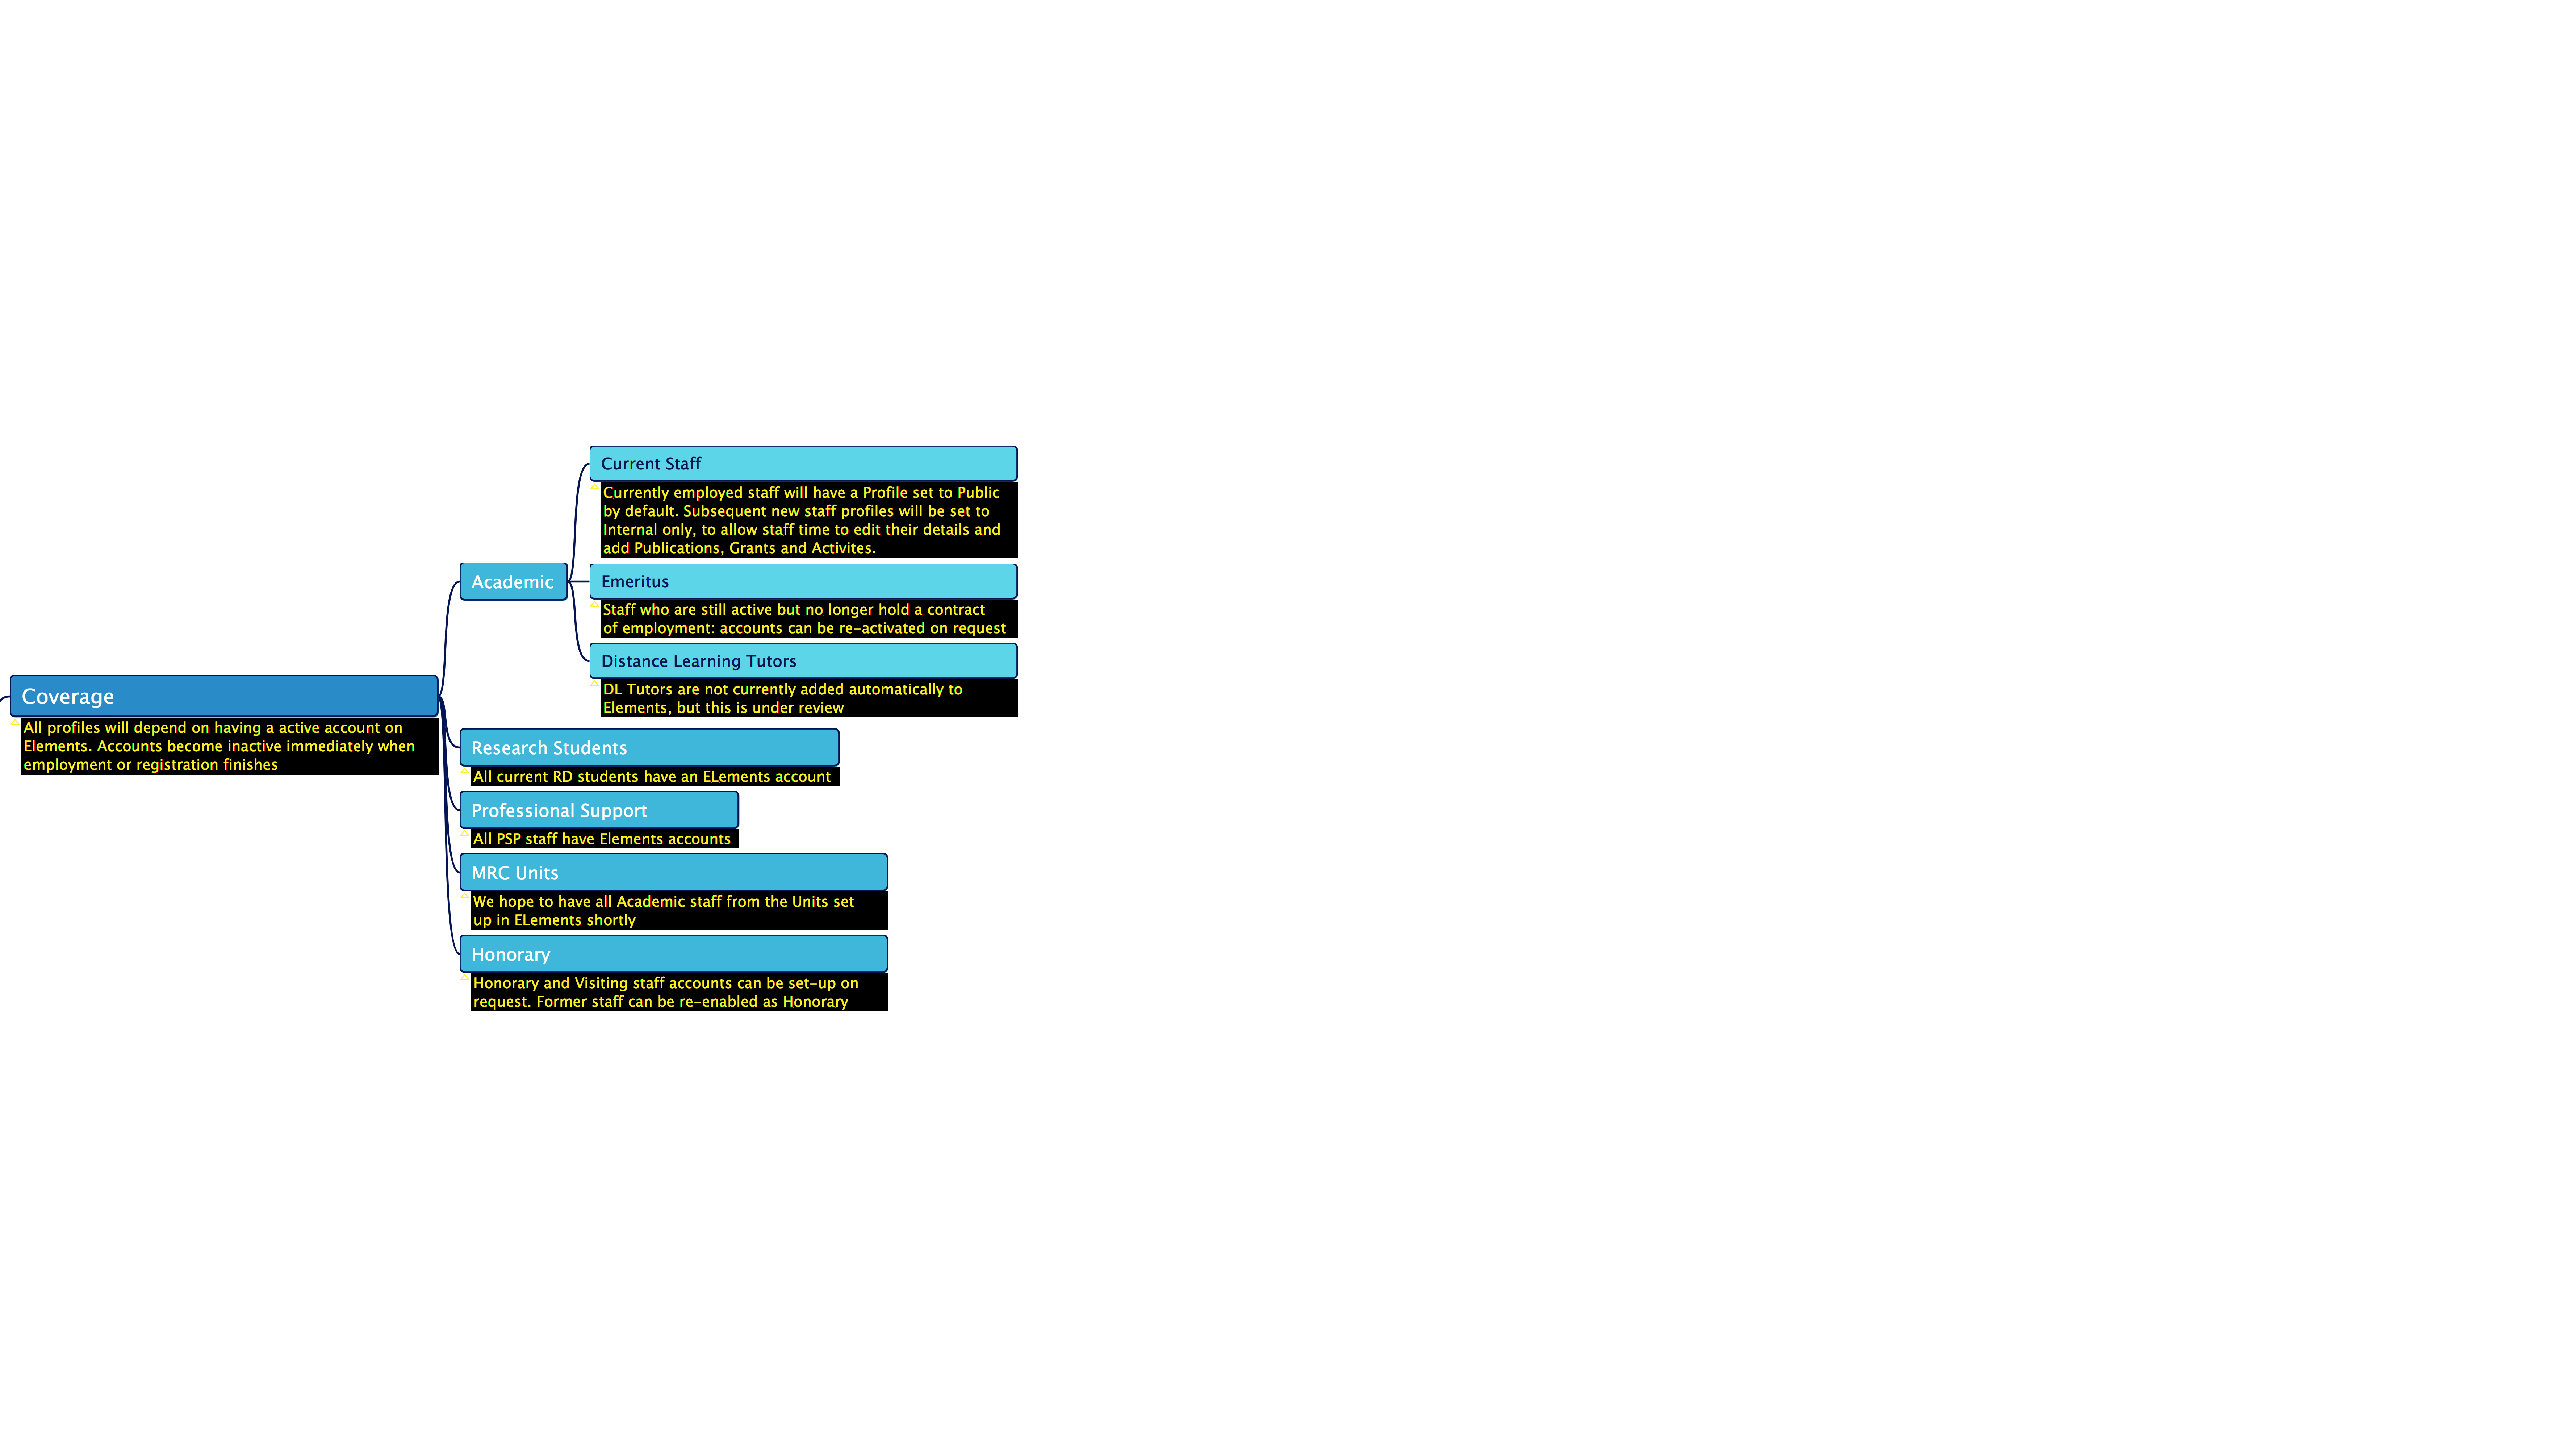 Current Staff
Currently employed staff will have a Profile set to Public
by default. Subsequent new staff profiles will be set to
Internal only, to allow staff time to edit their details and
add Publications, Grants and Activites.
Academic
Emeritus
Staff who are still active but no longer hold a contract
of employment: accounts can be re-activated on request
Distance Learning Tutors
DL Tutors are not currently added automatically to
Elements, but this is under review
Coverage
All profiles will depend on having a active account on
Elements. Accounts become inactive immediately when
employment or registration finishes
Research Students
All current RD students have an ELements account
Professional Support
All PSP staff have Elements accounts
MRC Units
We hope to have all Academic staff from the Units set
up in ELements shortly
Honorary
Honorary and Visiting staff accounts can be set-up on
request. Former staff can be re-enabled as Honorary